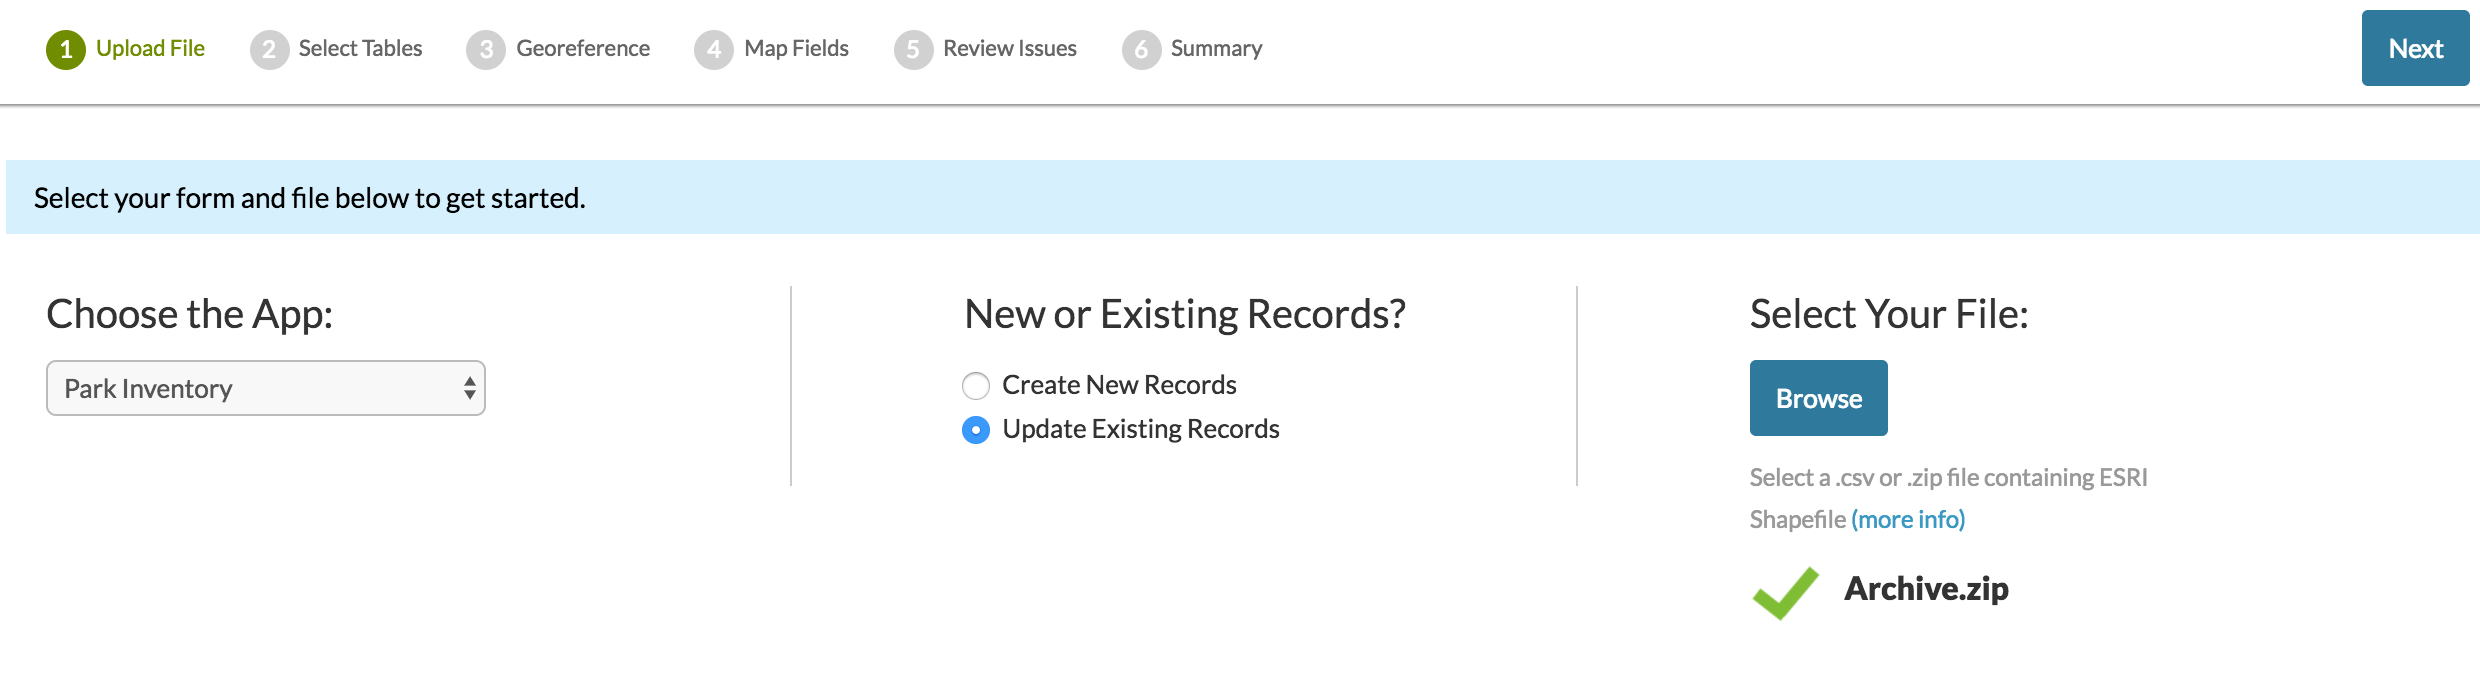 1 Upload File 2 Select Tables 3 Georeference 4 Map Fields 5 Review Issues 6 Summary Next
Select your form and file below to get started.
Choose the App:
Park Inventory
New or Existing Records?
Create New Records
Update Existing Records
Select Your File:
Browse
Select a .csv or .zip file containing ESRI
Shapefile (more info)
Archive.zip